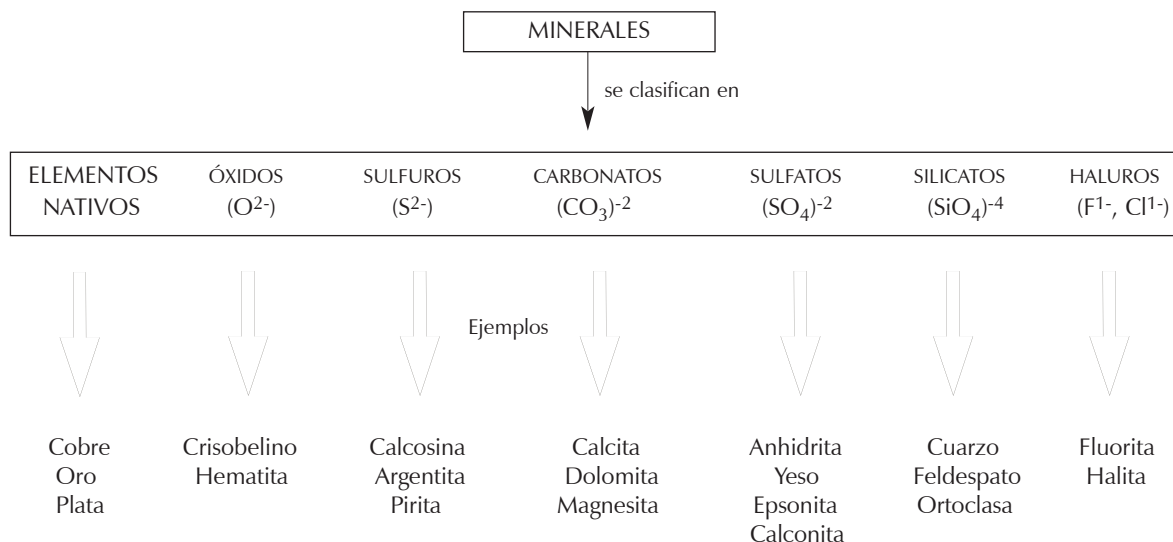 MINERALES
se clasifican en
ELEMENTOS NATIVOS
ÓXIDOS (O²⁻)
SULFUROS (S²⁻)
CARBONATOS (CO₃)⁻²
SULFATOS (SO₄)⁻²
SILICATOS (SiO₄)⁻⁴
HALUROS (F¹⁻, Cl¹⁻)
Ejemplos
Cobre
Oro
Plata
Crisobelino
Hematita
Calcosina
Argentita
Pirita
Calcita
Dolomita
Magnesita
Anhidrita
Yeso
Epsonita
Calconita
Cuarzo
Feldespato
Ortoclasa
Fluorita
Halita